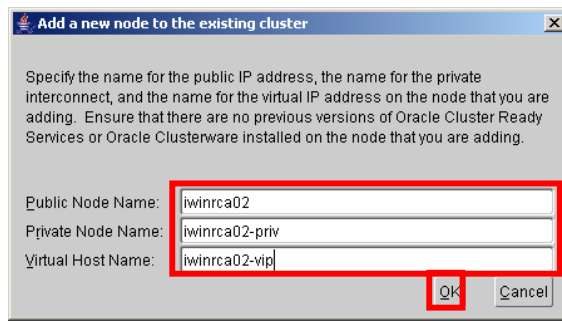 Add a new node to the existing cluster
Specify the name for the public IP address, the name for the private
interconnect, and the name for the virtual IP address on the node that you are
adding. Ensure that there are no previous versions of Oracle Cluster Ready
Services or Oracle Clusterware installed on the node that you are adding.
Public Node Name: iwinrca02
Private Node Name: iwinrca02-priv
Virtual Host Name: iwinrca02-vip
OK Cancel